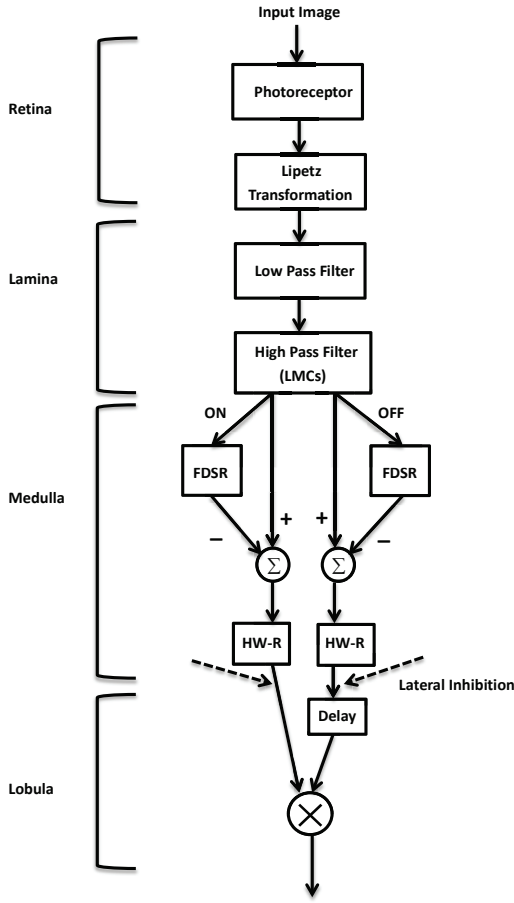 Input Image
Photoreceptor
Retina
Lipetz
Transformation
Low Pass Filter
Lamina
High Pass Filter
(LMCs)
ON
OFF
FDSR
FDSR
Medulla
+
+
−
−
Σ
Σ
HW-R
HW-R
Lateral Inhibition
Delay
Lobula